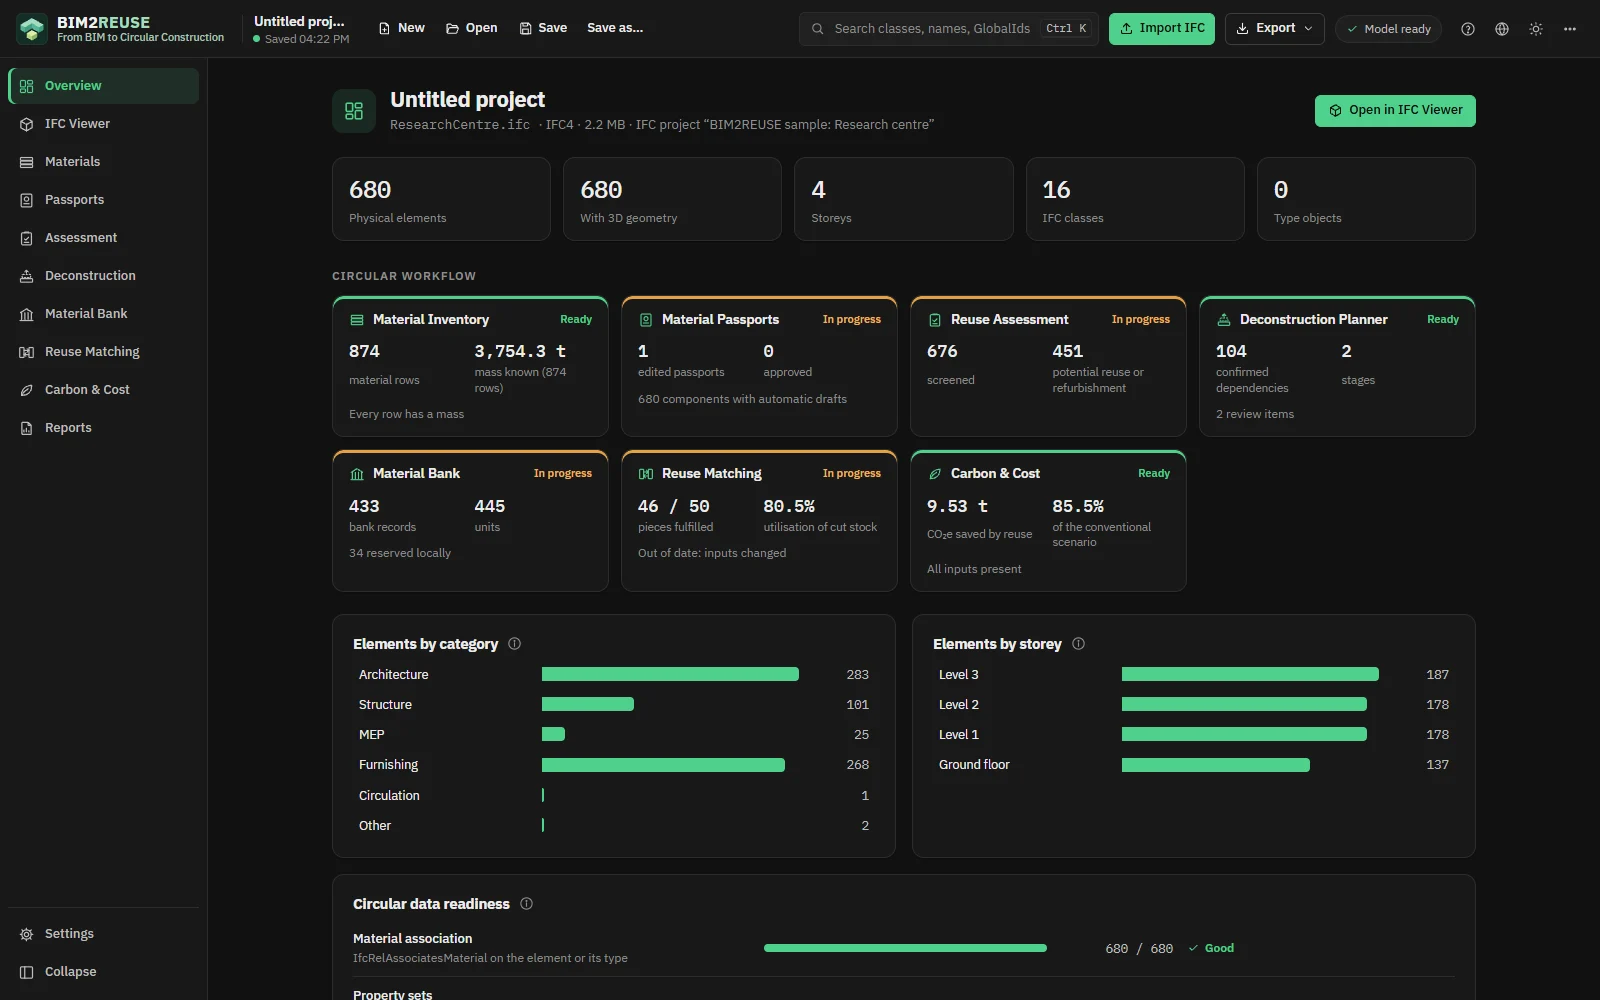 BIM2REUSE
From BIM to Circular Construction
Untitled proj...
Saved 04:22 PM
New
Open
Save
Save as...
Search classes, names, GlobalIds
Ctrl K
Import IFC
Export
Model ready
Overview
IFC Viewer
Materials
Passports
Assessment
Deconstruction
Material Bank
Reuse Matching
Carbon & Cost
Reports
Settings
Collapse
Untitled project
ResearchCentre.ifc · IFC4 · 2.2 MB · IFC project “BIM2REUSE sample: Research centre”
Open in IFC Viewer
680
Physical elements
680
With 3D geometry
4
Storeys
16
IFC classes
0
Type objects
CIRCULAR WORKFLOW
Material Inventory
Ready
874
material rows
3,754.3 t
mass known (874
rows)
Every row has a mass
Material Passports
In progress
1
edited passports
0
approved
680 components with automatic drafts
Reuse Assessment
In progress
676
screened
451
potential reuse or
refurbishment
Deconstruction Planner
Ready
104
confirmed
dependencies
2
stages
2 review items
Material Bank
In progress
433
bank records
445
units
34 reserved locally
Reuse Matching
In progress
46 / 50
pieces fulfilled
80.5%
utilisation of cut stock
Out of date: inputs changed
Carbon & Cost
Ready
9.53 t
CO₂e saved by reuse
85.5%
of the conventional
scenario
All inputs present
Elements by category
Architecture 283
Structure 101
MEP 25
Furnishing 268
Circulation 1
Other 2
Elements by storey
Level 3 187
Level 2 178
Level 1 178
Ground floor 137
Circular data readiness
Material association
IfcRelAssociatesMaterial on the element or its type
680 / 680
Good
Property sets